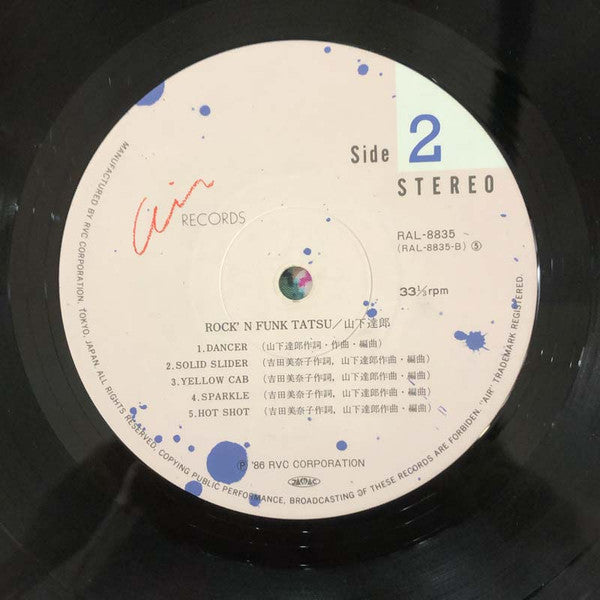 Side 2
STEREO
Air RECORDS
RAL-8835
(RAL-8835-B) ⑤
33⅓rpm
ROCK' N FUNK TATSU／山下達郎
1.DANCER (山下達郎作詞・作曲・編曲)
2.SOLID SLIDER (吉田美奈子作詞, 山下達郎作曲・編曲)
3.YELLOW CAB (吉田美奈子作詞, 山下達郎作曲・編曲)
4.SPARKLE (吉田美奈子作詞, 山下達郎作曲・編曲)
5.HOT SHOT (吉田美奈子作詞, 山下達郎作曲・編曲)
Ⓟ '86 RVC CORPORATION
JASRAC
MANUFACTURED BY RVC CORPORATION, TOKYO, JAPAN. ALL RIGHTS RESERVED. COPYING PUBLIC PERFORMANCE, BROADCASTING OF THESE RECORDS ARE FORBIDDEN. "AIR" TRADEMARK REGISTERED.